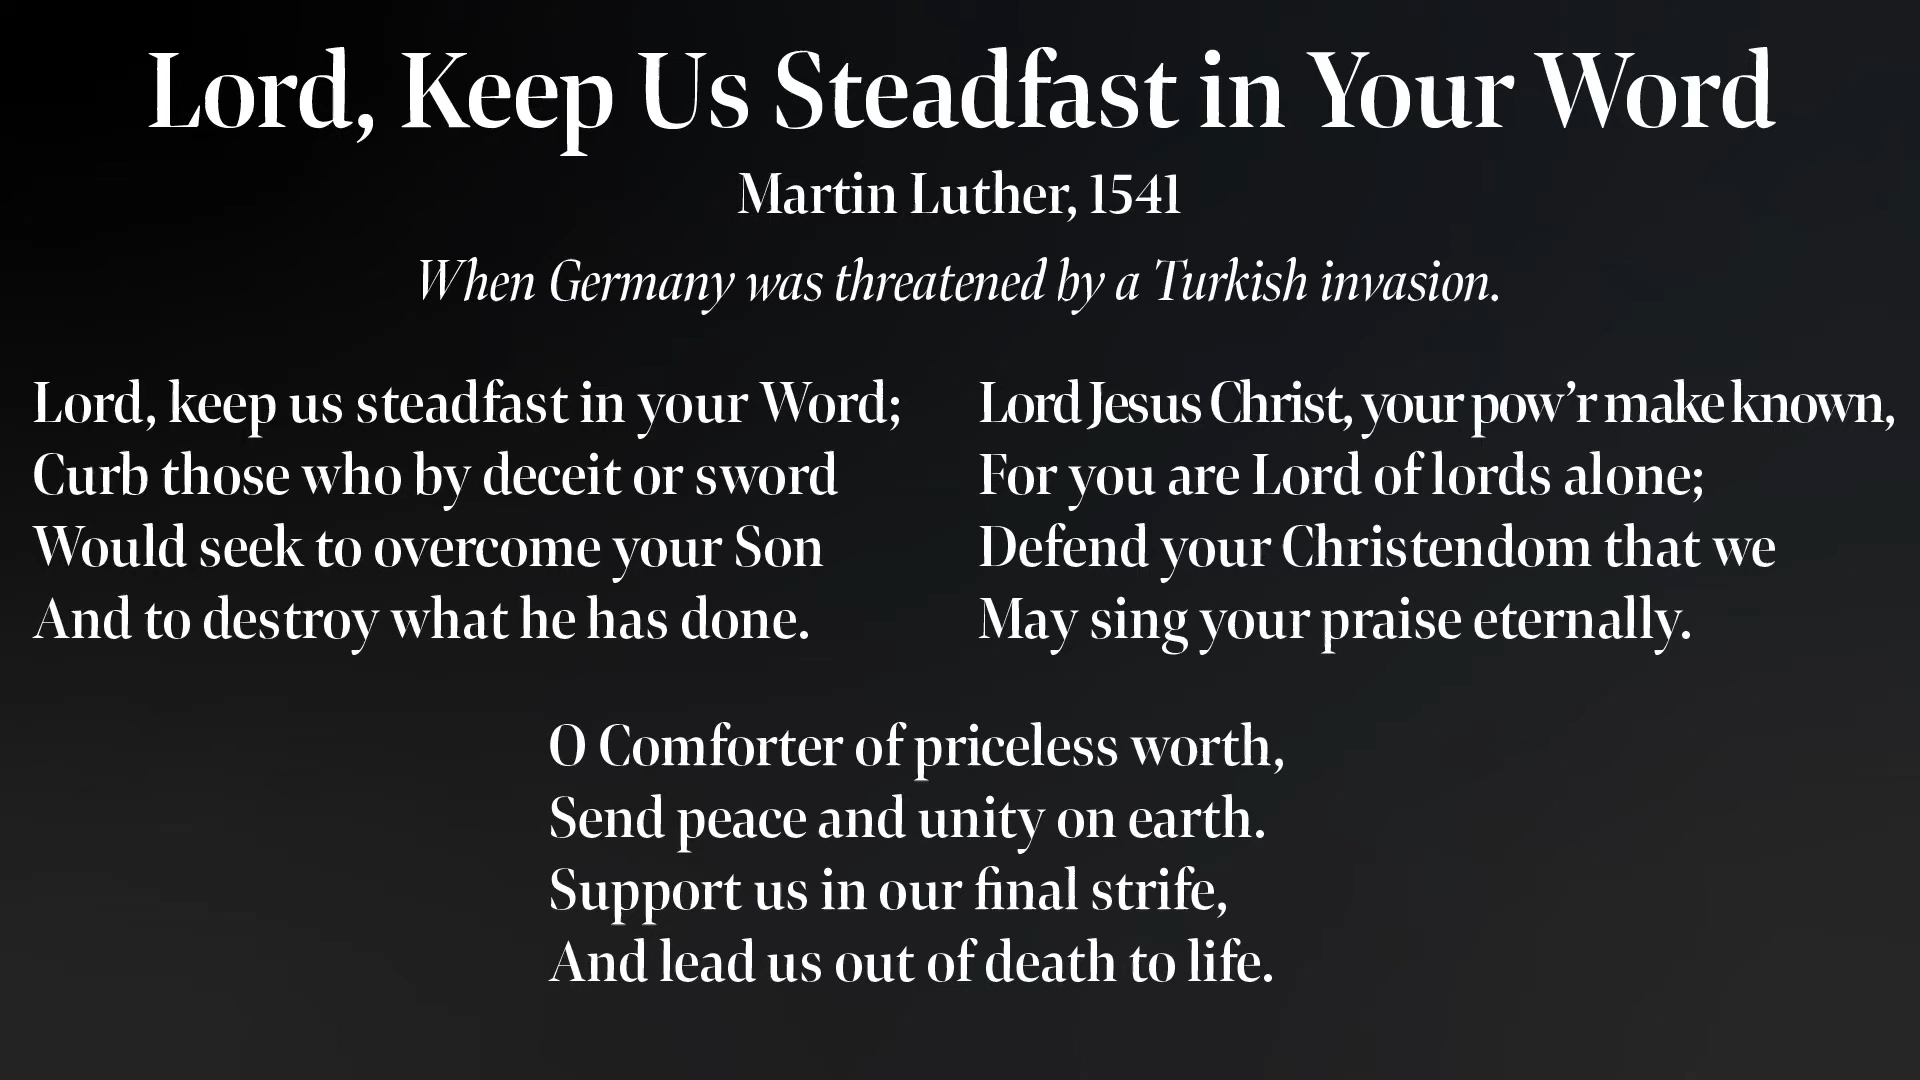 Lord, Keep Us Steadfast in Your Word
Martin Luther, 1541
When Germany was threatened by a Turkish invasion.
Lord, keep us steadfast in your Word;
Curb those who by deceit or sword
Would seek to overcome your Son
And to destroy what he has done.
Lord Jesus Christ, your pow’r make known,
For you are Lord of lords alone;
Defend your Christendom that we
May sing your praise eternally.
O Comforter of priceless worth,
Send peace and unity on earth.
Support us in our final strife,
And lead us out of death to life.